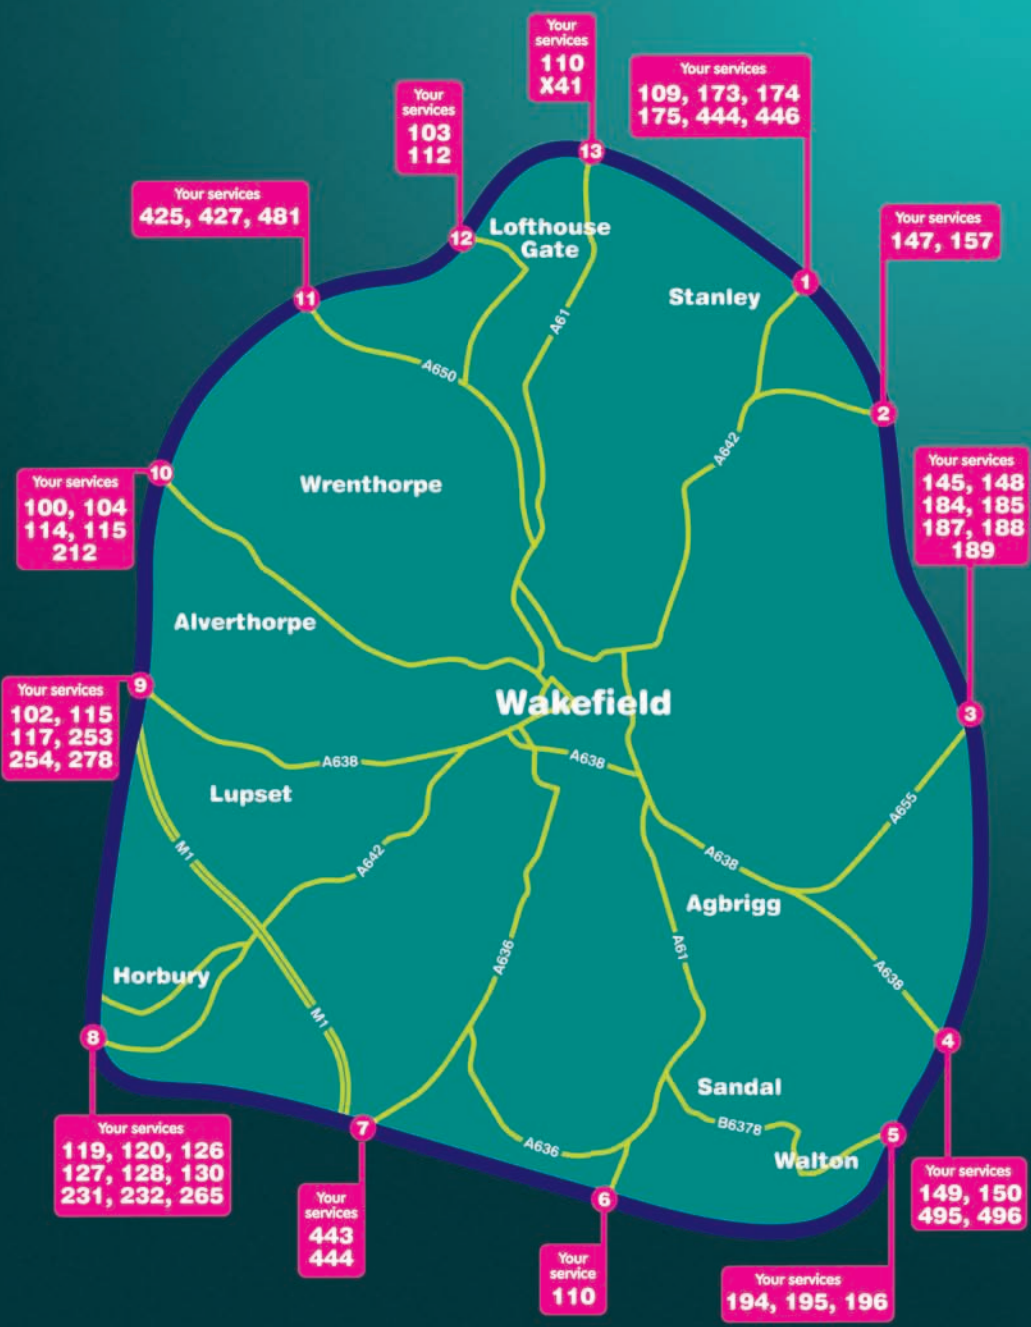 Your
services
110
X41
Your services
109, 173, 174
175, 444, 446
Your
services
103
112
13
Your services
425, 427, 481
Your services
147, 157
12
Lofthouse
Gate
11
Stanley
1
A61
A650
2
A642
Your services
145, 148
184, 185
187, 188
189
10
Your services
100, 104
114, 115
212
Wrenthorpe
Alverthorpe
9
Your services
102, 115
117, 253
254, 278
Wakefield
3
A638
A638
Lupset
A655
M1
A642
A638
Agbrigg
A61
A636
A638
Horbury
M1
8
4
Sandal
B6378
7
5
A636
Walton
6
Your services
119, 120, 126
127, 128, 130
231, 232, 265
Your services
149, 150
495, 496
Your
services
443
444
Your
service
110
Your services
194, 195, 196